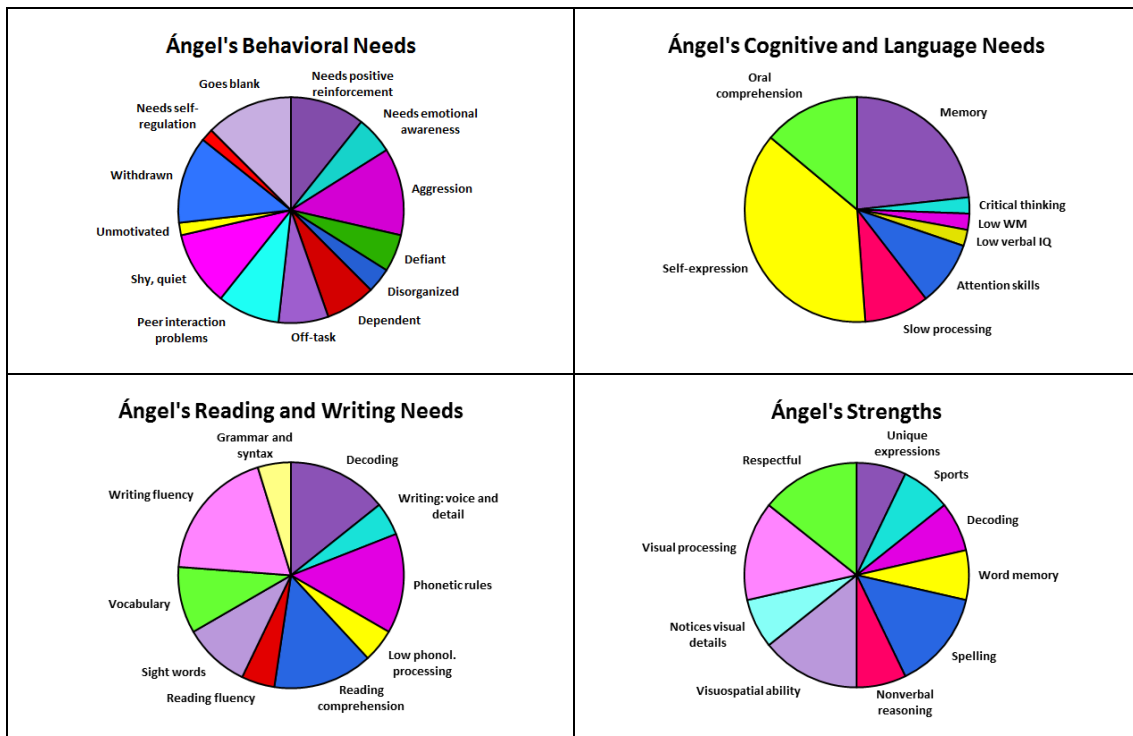 Ángel's Behavioral Needs
Goes blank
Needs positive
reinforcement
Needs self-
regulation
Needs emotional
awareness
Withdrawn
Aggression
Unmotivated
Defiant
Shy, quiet
Disorganized
Peer interaction
problems
Off-task
Dependent
Ángel's Cognitive and Language Needs
Oral
comprehension
Memory
Critical thinking
Low WM
Low verbal IQ
Self-expression
Attention skills
Slow processing
Ángel's Reading and Writing Needs
Grammar and
syntax
Decoding
Writing fluency
Writing: voice and
detail
Phonetic rules
Vocabulary
Low phonol.
processing
Sight words
Reading fluency
Reading
comprehension
Ángel's Strengths
Unique
expressions
Respectful
Sports
Decoding
Visual processing
Word memory
Notices visual
details
Spelling
Visuospatial ability
Nonverbal
reasoning